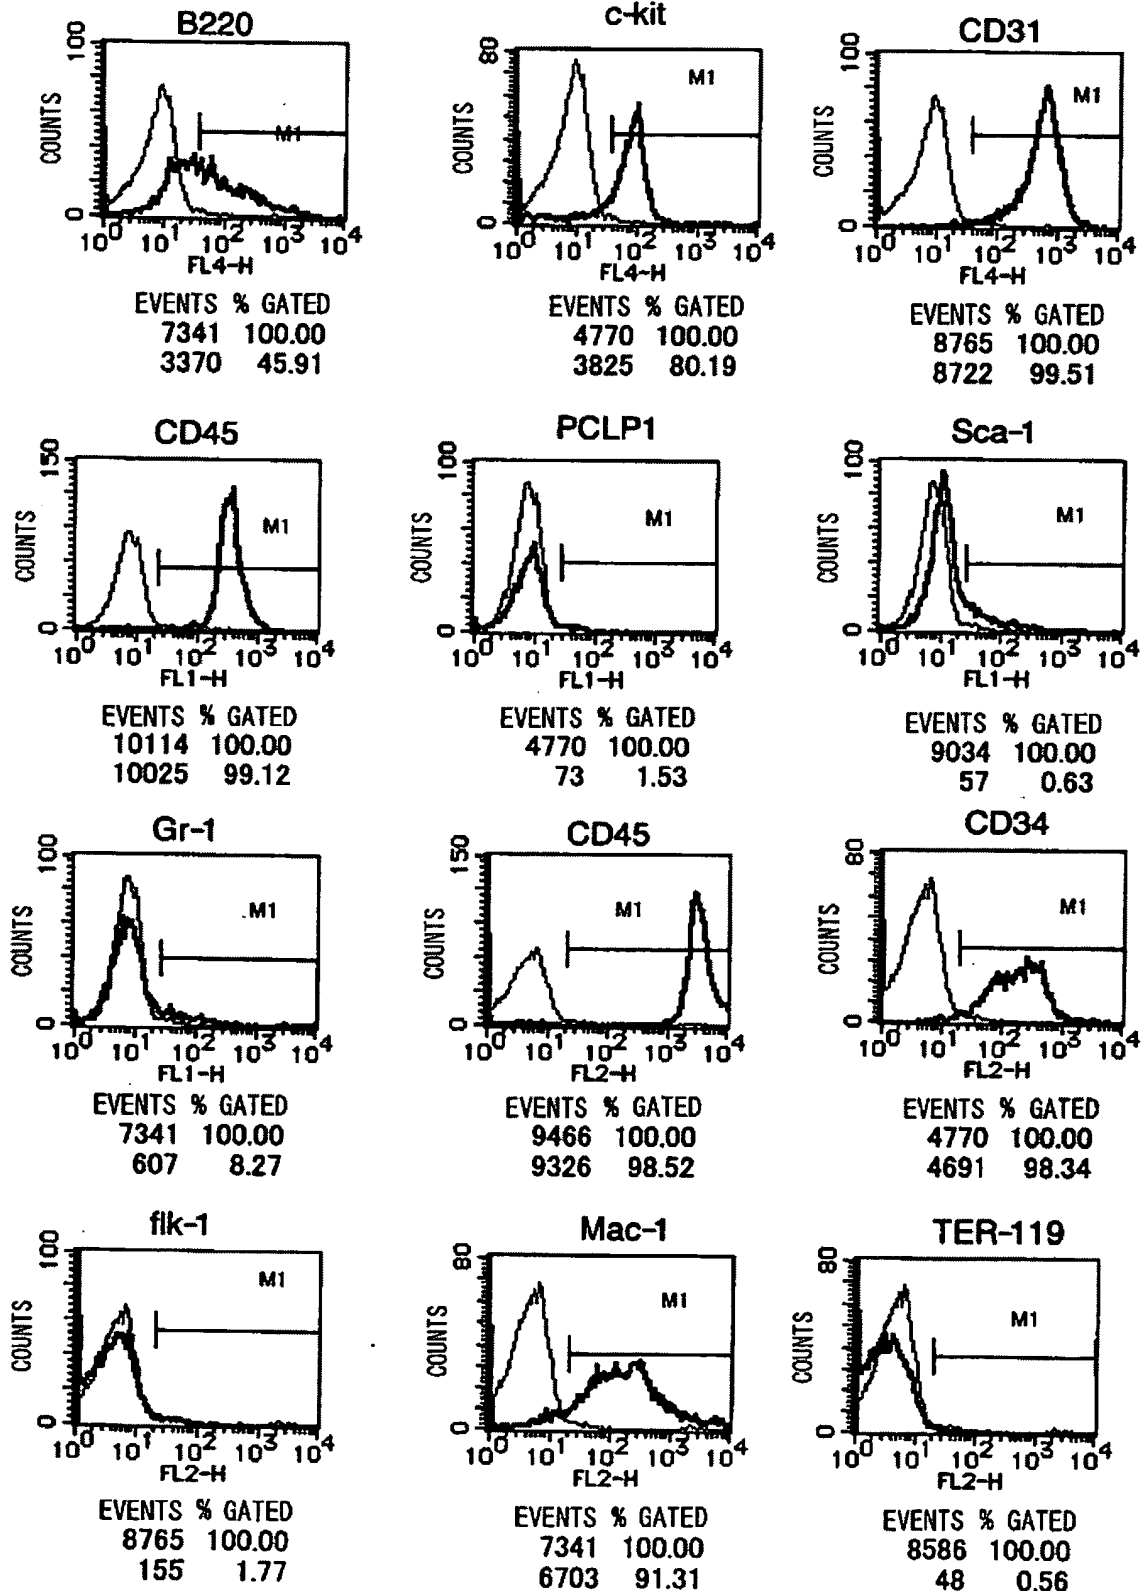 B220
100
COUNTS
M1
0
10^0 10^1 10^2 10^3 10^4
FL4-H
EVENTS % GATED
7341 100.00
3370 45.91
c-kit
80
COUNTS
M1
0
10^0 10^1 10^2 10^3 10^4
FL4-H
EVENTS % GATED
4770 100.00
3825 80.19
CD31
100
COUNTS
M1
0
10^0 10^1 10^2 10^3 10^4
FL4-H
EVENTS % GATED
8765 100.00
8722 99.51
CD45
150
COUNTS
M1
0
10^0 10^1 10^2 10^3 10^4
FL1-H
EVENTS % GATED
10114 100.00
10025 99.12
PCLP1
100
COUNTS
M1
0
10^0 10^1 10^2 10^3 10^4
FL1-H
EVENTS % GATED
4770 100.00
73 1.53
Sca-1
100
COUNTS
M1
0
10^0 10^1 10^2 10^3 10^4
FL1-H
EVENTS % GATED
9034 100.00
57 0.63
Gr-1
100
COUNTS
M1
0
10^0 10^1 10^2 10^3 10^4
FL1-H
EVENTS % GATED
7341 100.00
607 8.27
CD45
150
COUNTS
M1
0
10^0 10^1 10^2 10^3 10^4
FL2-H
EVENTS % GATED
9466 100.00
9326 98.52
CD34
80
COUNTS
M1
0
10^0 10^1 10^2 10^3 10^4
FL2-H
EVENTS % GATED
4770 100.00
4691 98.34
flk-1
100
COUNTS
M1
0
10^0 10^1 10^2 10^3 10^4
FL2-H
EVENTS % GATED
8765 100.00
155 1.77
Mac-1
80
COUNTS
M1
0
10^0 10^1 10^2 10^3 10^4
FL2-H
EVENTS % GATED
7341 100.00
6703 91.31
TER-119
80
COUNTS
M1
0
10^0 10^1 10^2 10^3 10^4
FL2-H
EVENTS % GATED
8586 100.00
48 0.56